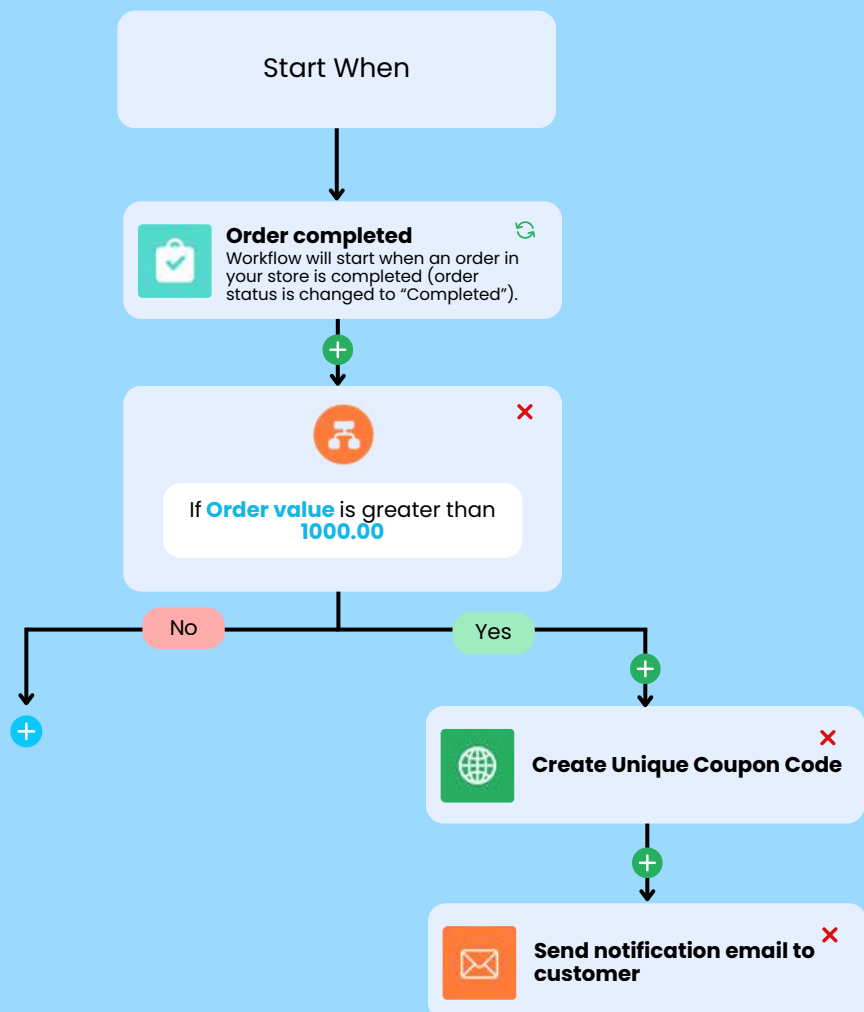 Start When
Order completed
Workflow will start when an order in
your store is completed (order
status is changed to “Completed”).
If Order value is greater than
1000.00
No
Yes
Create Unique Coupon Code
Send notification email to
customer